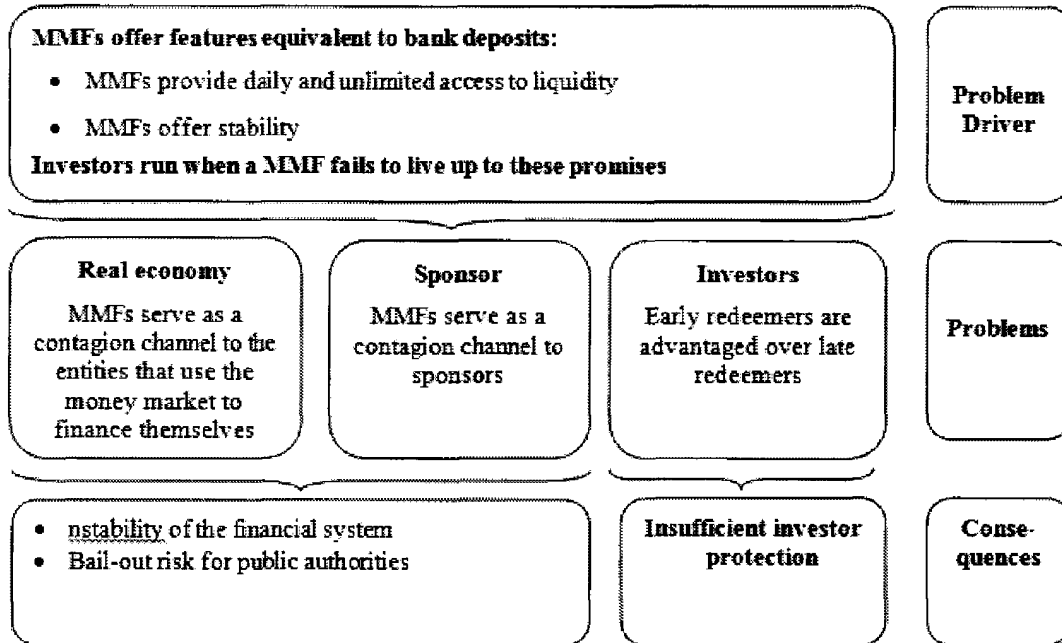 MMFs offer features equivalent to bank deposits:
• MMFs provide daily and unlimited access to liquidity
• MMFs offer stability
Investors run when a MMF fails to live up to these promises
Problem
Driver
Real economy
MMFs serve as a
contagion channel to the
entities that use the
money market to
finance themselves
Sponsor
MMFs serve as a
contagion channel to
sponsors
Investors
Early redeemers are
advantaged over late
redeemers
Problems
• nstability of the financial system
• Bail-out risk for public authorities
Insufficient investor
protection
Conse-
quences